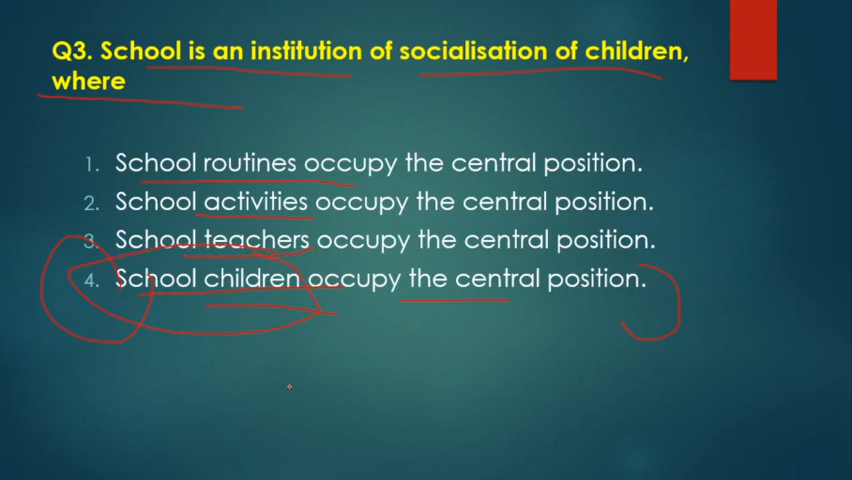 Q3. School is an institution of socialisation of children,
where
1. School routines occupy the central position.
2. School activities occupy the central position.
3. School teachers occupy the central position.
4. School children occupy the central position.